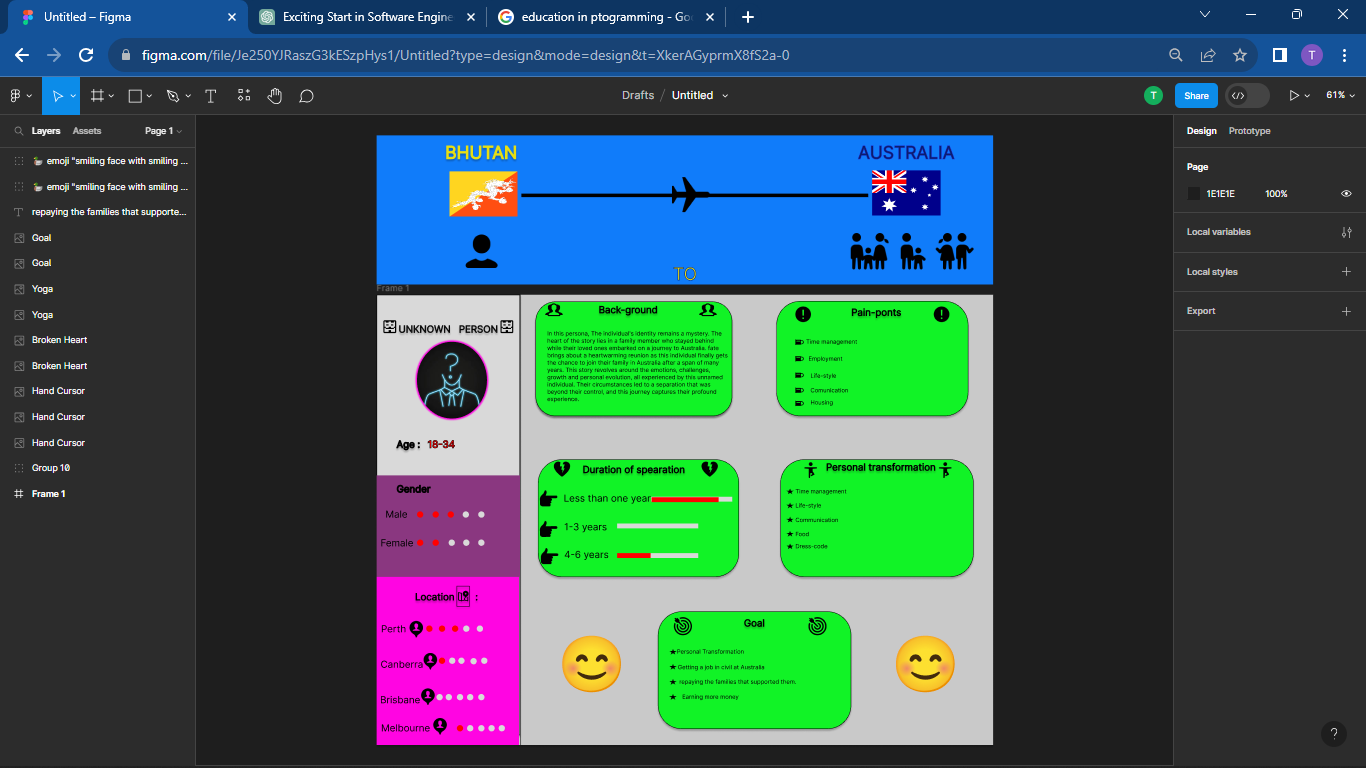 Untitled – Figma
Exciting Start in Software Engine
education in ptogramming - Go
figma.com/file/Je250YJRaszG3kESzpHys1/Untitled?type=design&mode=design&t=XkerAGyprmX8fS2a-0
T
Drafts / Untitled
T
Share
61%
Layers
Assets
Page 1
emoji "smiling face with smiling ...
emoji "smiling face with smiling ...
repaying the families that supporte...
Goal
Goal
Yoga
Yoga
Broken Heart
Broken Heart
Hand Cursor
Hand Cursor
Hand Cursor
Group 10
Frame 1
BHUTAN
AUSTRALIA
TO
Frame 1
UNKNOWN PERSON
Age : 18-34
Gender
Male
Female
Location :
Perth
Canberra
Brisbane
Melbourne
Back-ground
In this persona, The individual's identity remains a mystery. The
heart of the story lies in a family member who stayed behind
while their loved ones embarked on a journey to Australia. fate
brings about a heartwarming reunion as this individual finally gets
the chance to join their family in Australia after a span of many
years. This story revolves around the emotions, challenges,
growth and personal evolution, all experienced by this unnamed
individual. Their circumstances led to a separation that was
beyond their control, and this journey captures their profound
experience.
Pain-ponts
Time management
Employment
Life-style
Comunication
Housing
Duration of spearation
Less than one year
1-3 years
4-6 years
Personal transformation
Time management
Life-style
Communication
Food
Dress-code
Goal
Personal Transformation
Getting a job in civil at Australia
repaying the families that supported them.
Earning more money
Design
Prototype
Page
1E1E1E 100%
Local variables
Local styles
Export
?